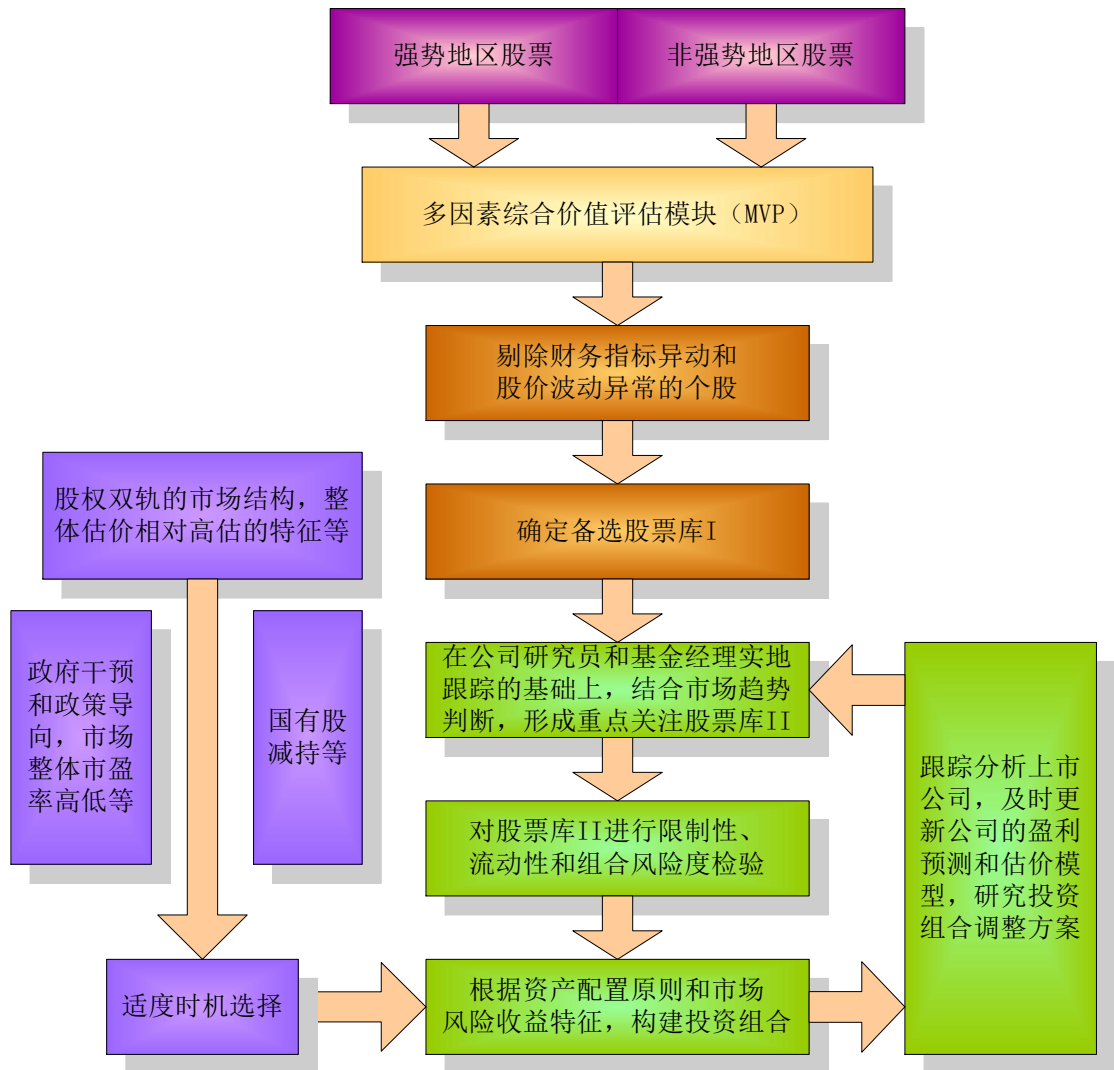 强势地区股票
非强势地区股票
多因素综合价值评估模块（MVP）
剔除财务指标异动和
股价波动异常的个股
股权双轨的市场结构，整
体估价相对高估的特征等
确定备选股票库I
政府干预
和政策导
向，市场
整体市盈
率高低等
国有股
减持等
在公司研究员和基金经理实地
跟踪的基础上，结合市场趋势
判断，形成重点关注股票库II
跟踪分析上市
公司，及时更
新公司的盈利
预测和估价模
型，研究投资
组合调整方案
对股票库II进行限制性、
流动性和组合风险度检验
适度时机选择
根据资产配置原则和市场
风险收益特征，构建投资组合